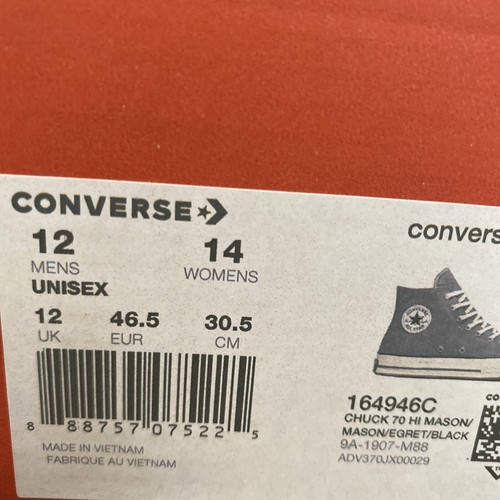 CONVERSE
12 14
MENS WOMENS
UNISEX
12 46.5 30.5
UK EUR CM
8 88757 07522 5
MADE IN VIETNAM
FABRIQUE AU VIETNAM
164946C
CHUCK 70 HI MASON/
MASON/EGRET/BLACK
9A-1907-M88
ADV370JX00029